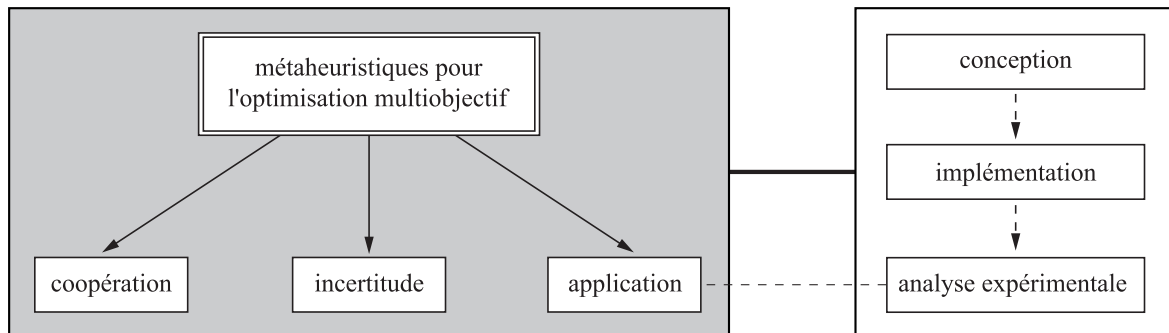 métaheuristiques pour
l'optimisation multiobjectif
coopération
incertitude
application
conception
implémentation
analyse expérimentale